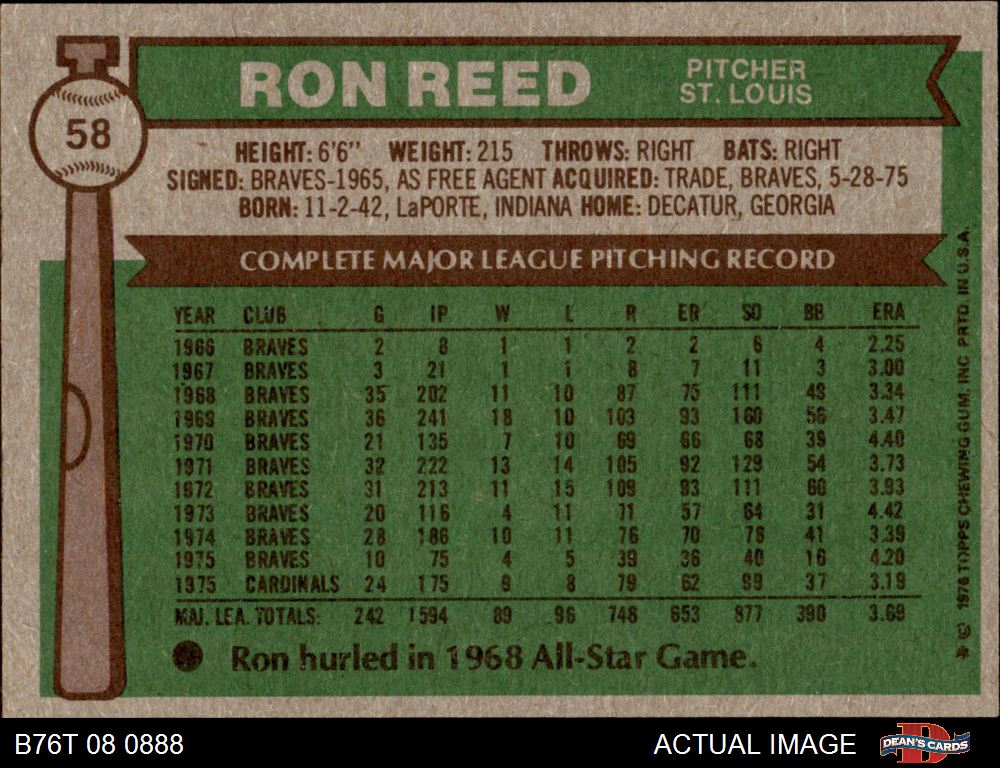 58
RON REED
PITCHER
ST. LOUIS
HEIGHT: 6'6" WEIGHT: 215 THROWS: RIGHT BATS: RIGHT
SIGNED: BRAVES-1965, AS FREE AGENT ACQUIRED: TRADE, BRAVES, 5-28-75
BORN: 11-2-42, LaPORTE, INDIANA HOME: DECATUR, GEORGIA
COMPLETE MAJOR LEAGUE PITCHING RECORD
YEAR CLUB G IP W L R ER SO BB ERA
1966 BRAVES 2 8 1 1 2 2 6 4 2.25
1967 BRAVES 3 21 1 1 8 7 11 3 3.00
1968 BRAVES 35 202 11 10 87 75 111 49 3.34
1969 BRAVES 36 241 18 10 103 93 160 56 3.47
1970 BRAVES 21 135 7 10 69 66 68 39 4.40
1971 BRAVES 32 222 13 14 105 92 129 54 3.73
1972 BRAVES 31 213 11 15 109 93 111 60 3.93
1973 BRAVES 20 116 4 11 71 57 64 31 4.42
1974 BRAVES 28 186 10 11 76 70 78 41 3.39
1975 BRAVES 10 75 4 5 39 36 40 16 4.20
1975 CARDINALS 24 175 9 8 79 62 99 37 3.19
MAJ. LEA. TOTALS: 242 1594 89 96 748 653 877 390 3.69
Ron hurled in 1968 All-Star Game.
* © 1976 TOPPS CHEWING GUM, INC. PRTD. IN U.S.A.
B76T 08 0888
ACTUAL IMAGE
DEAN'S CARDS